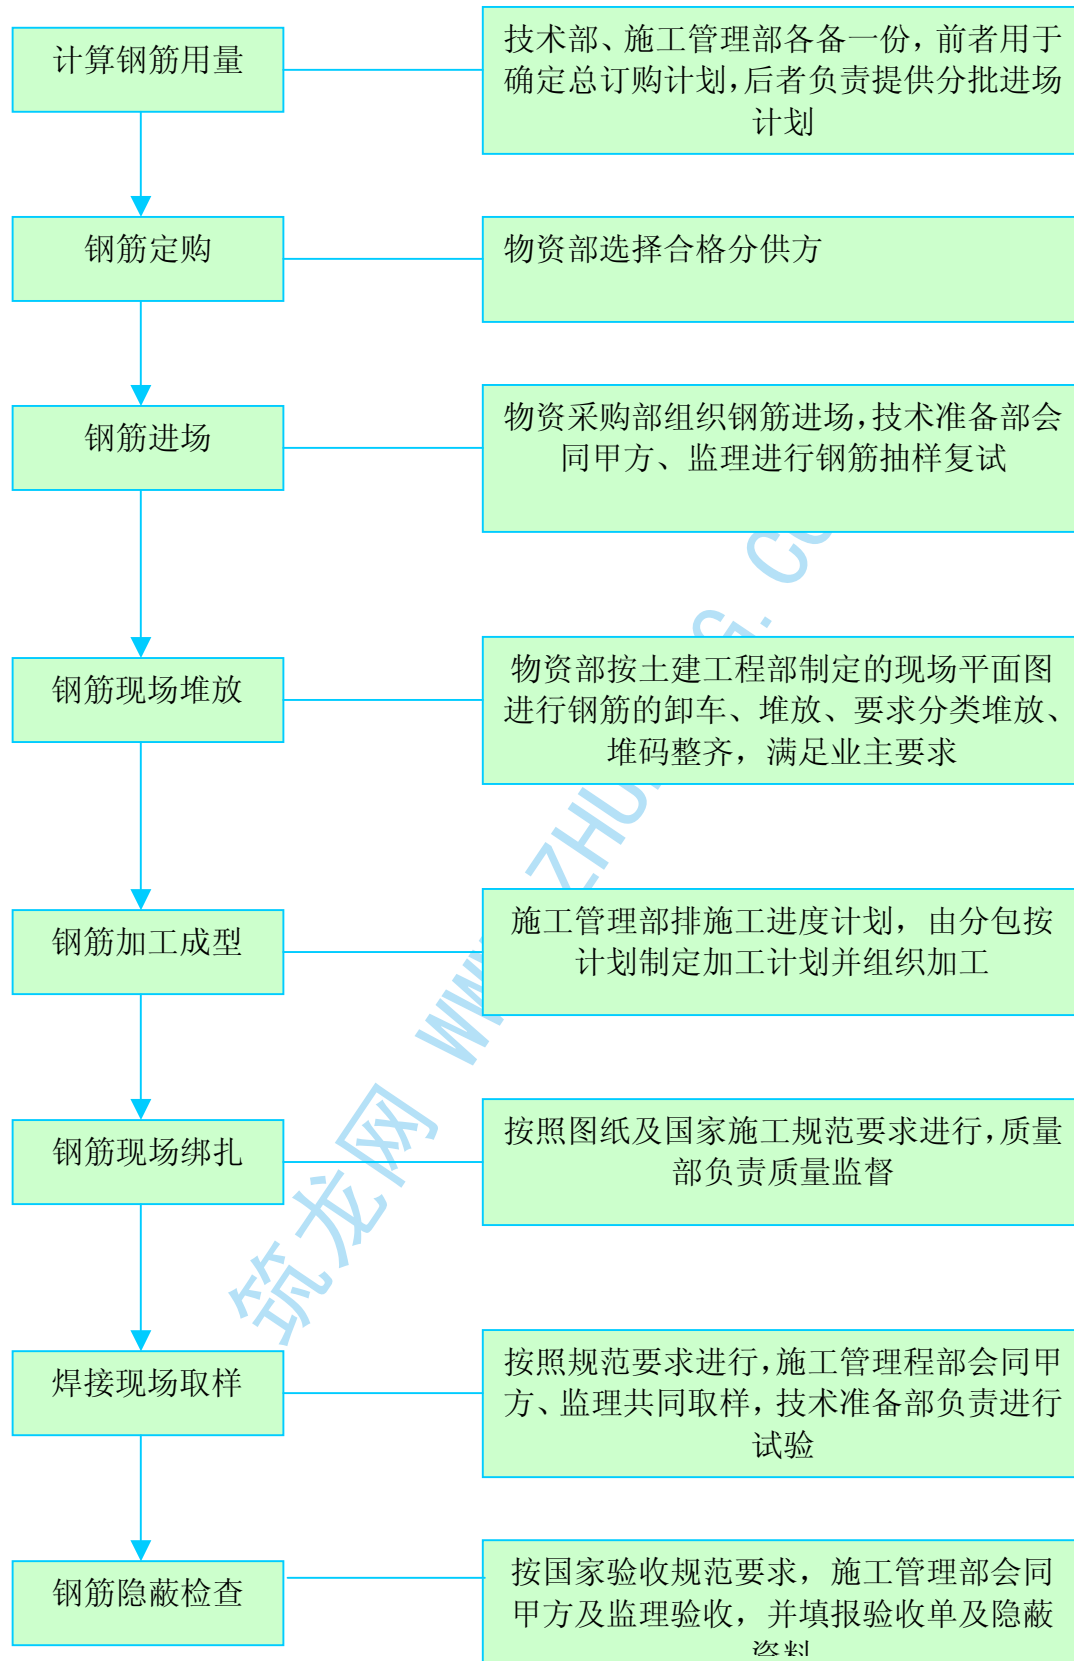 计算钢筋用量
技术部、施工管理部各备一份，前者用于
确定总订购计划，后者负责提供分批进场
计划
钢筋定购
物资部选择合格分供方
钢筋进场
物资采购部组织钢筋进场，技术准备部会
同甲方、监理进行钢筋抽样复试
钢筋现场堆放
物资部按土建工程部制定的现场平面图
进行钢筋的卸车、堆放、要求分类堆放、
堆码整齐，满足业主要求
钢筋加工成型
施工管理部排施工进度计划，由分包按
计划制定加工计划并组织加工
钢筋现场绑扎
按照图纸及国家施工规范要求进行，质量
部负责质量监督
焊接现场取样
按照规范要求进行，施工管理程部会同甲
方、监理共同取样，技术准备部负责进行
试验
钢筋隐蔽检查
按国家验收规范要求，施工管理部会同
甲方及监理验收，并填报验收单及隐蔽
资料
筑龙网